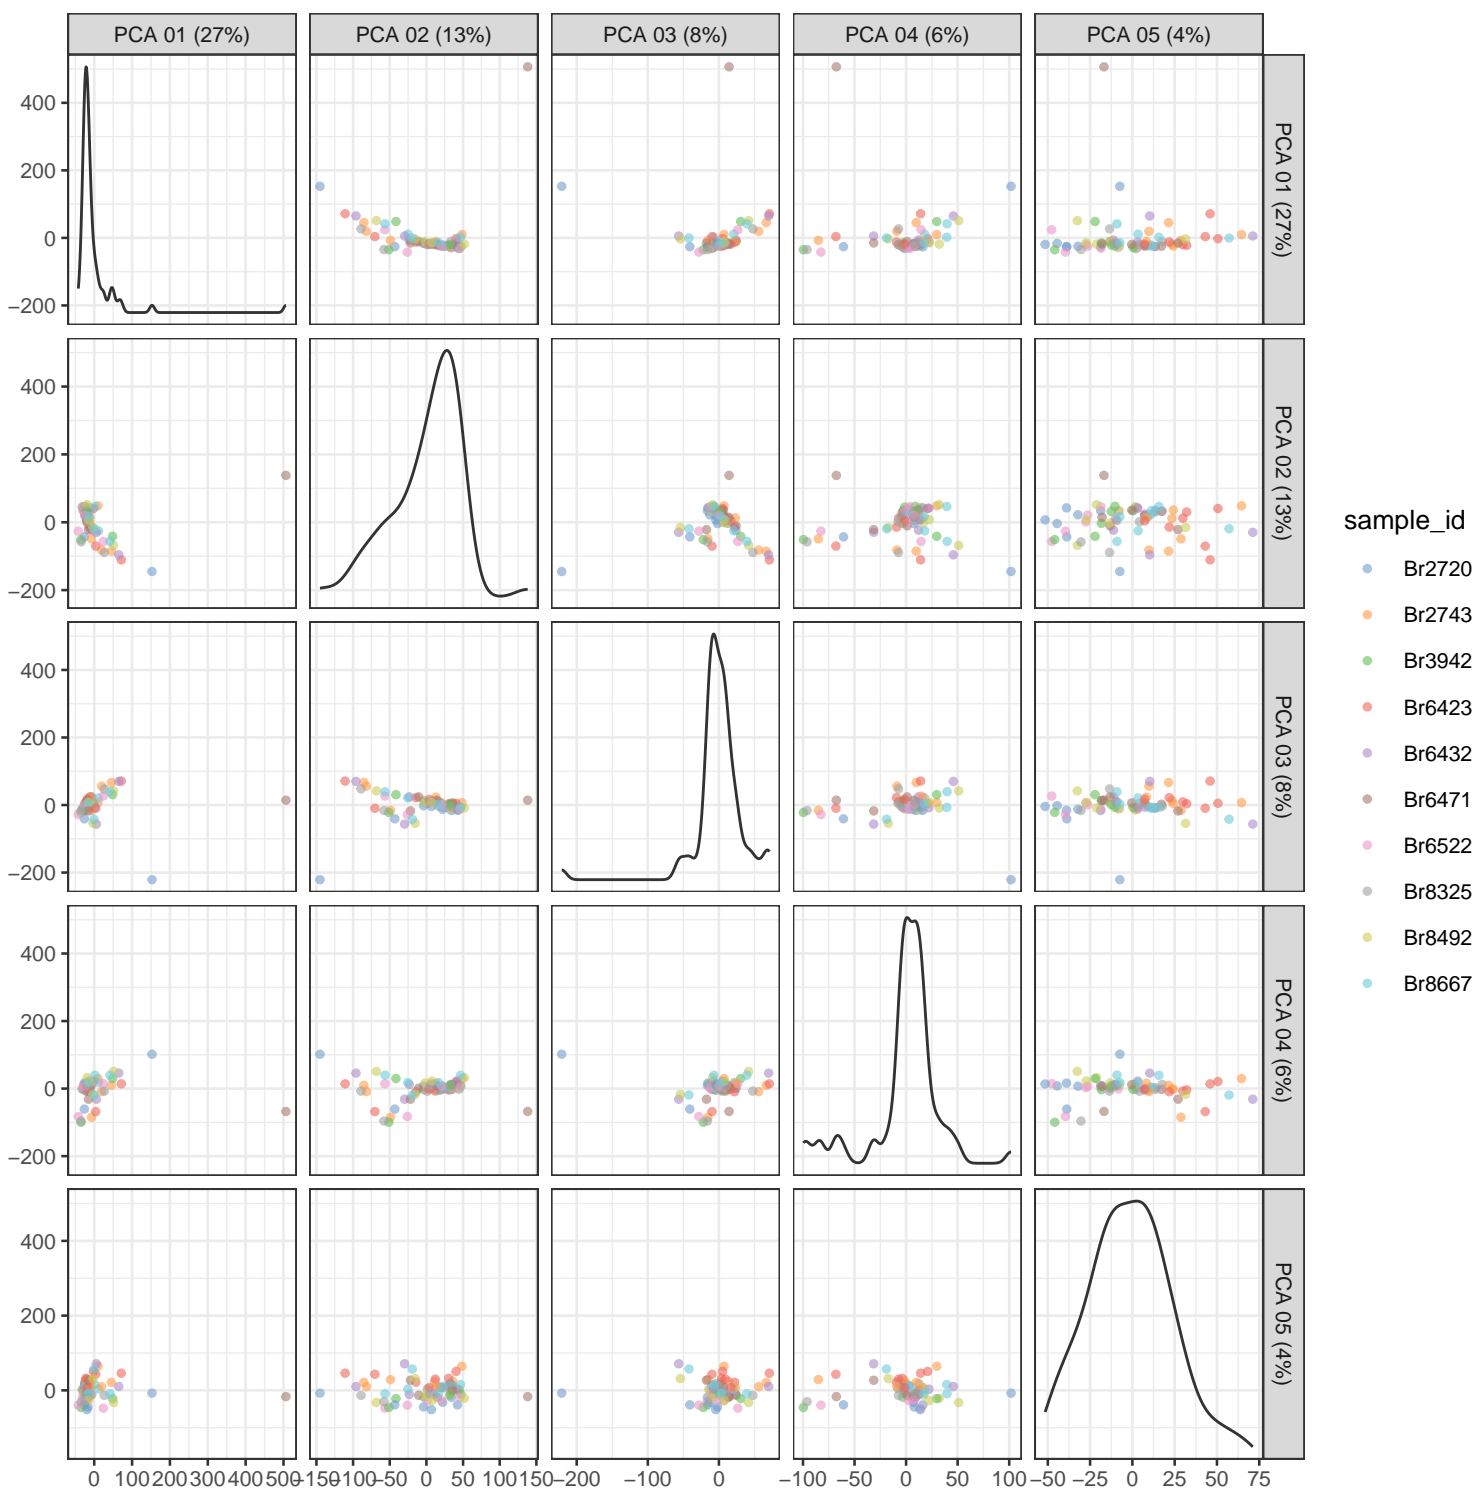 PCA 01 (27%) PCA 02 (13%) PCA 03 (8%) PCA 04 (6%) PCA 05 (4%)
400
200
0
−200
PCA 01 (27%)
400
200
0
−200
PCA 02 (13%)
400
200
0
−200
PCA 03 (8%)
400
200
0
−200
PCA 04 (6%)
400
200
0
PCA 05 (4%)
0 100 200 300 400 500 −150 −100 −50 0 50 100 150 −200 −100 0 −100 −50 0 50 100 −50 −25 0 25 50 75
sample_id
Br2720
Br2743
Br3942
Br6423
Br6432
Br6471
Br6522
Br8325
Br8492
Br8667